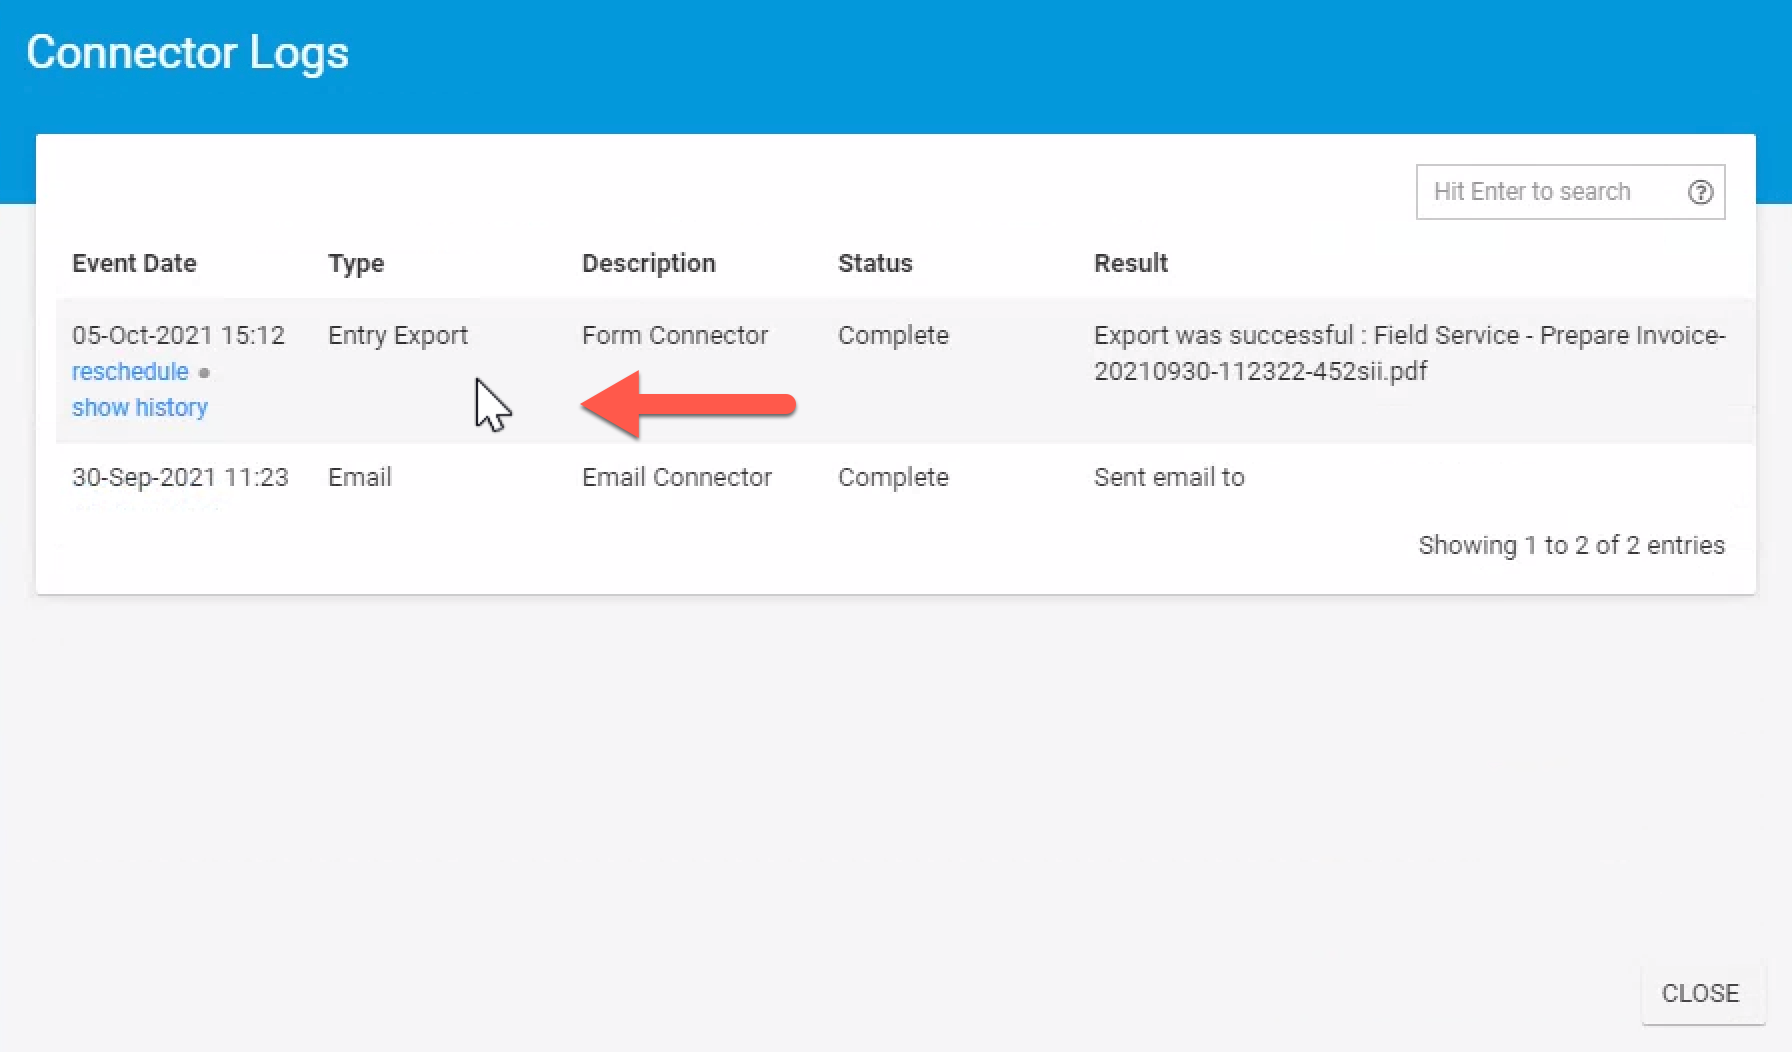 Connector Logs
Hit Enter to search
Event Date Type Description Status Result
05-Oct-2021 15:12 Entry Export Form Connector Complete Export was successful : Field Service - Prepare Invoice-
reschedule ● 20210930-112322-452sii.pdf
show history
30-Sep-2021 11:23 Email Email Connector Complete Sent email to
Showing 1 to 2 of 2 entries
CLOSE